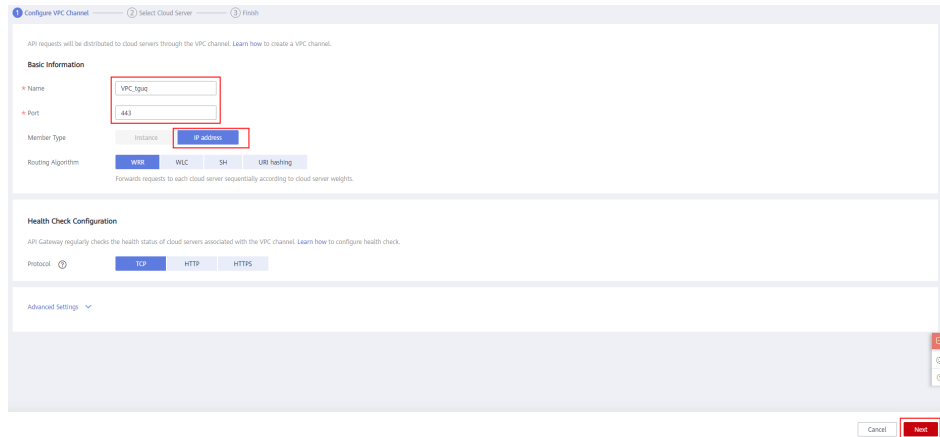 1 Configure VPC Channel 2 Select Cloud Server 3 Finish
API requests will be distributed to cloud servers through the VPC channel. Learn how to create a VPC channel.
Basic Information
* Name VPC_tguq
* Port 443
Member Type Instance IP address
Routing Algorithm WRR WLC SH URI hashing
Forwards requests to each cloud server sequentially according to cloud server weights.
Health Check Configuration
API Gateway regularly checks the health status of cloud servers associated with the VPC channel. Learn how to configure health check.
Protocol ? TCP HTTP HTTPS
Advanced Settings
Cancel Next